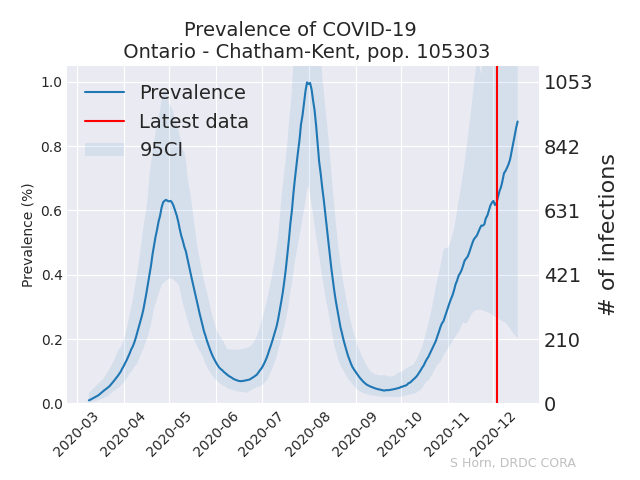 Prevalence of COVID-19
Ontario - Chatham-Kent, pop. 105303
Prevalence
Latest data
95CI
Prevalence (%)
1.0
0.8
0.6
0.4
0.2
0.0
1053
842
631
421
210
0
# of infections
2020-03
2020-04
2020-05
2020-06
2020-07
2020-08
2020-09
2020-10
2020-11
2020-12
S Horn, DRDC CORA